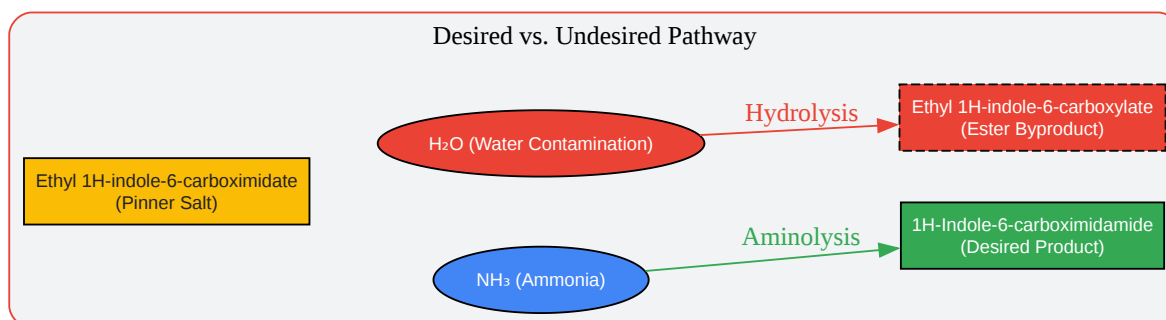 Desired vs. Undesired Pathway
Ethyl 1H-indole-6-carboximidate
(Pinner Salt)
H₂O (Water Contamination)
Hydrolysis
Ethyl 1H-indole-6-carboxylate
(Ester Byproduct)
NH₃ (Ammonia)
Aminolysis
1H-Indole-6-carboximidamide
(Desired Product)